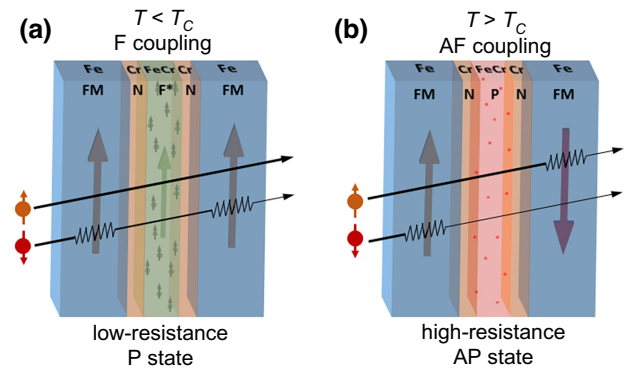 (a)
T < TC
F coupling
Fe Cr FeCr Cr Fe
FM N F* N FM
low-resistance
P state
(b)
T > TC
AF coupling
Fe Cr FeCr Cr Fe
FM N P N FM
high-resistance
AP state